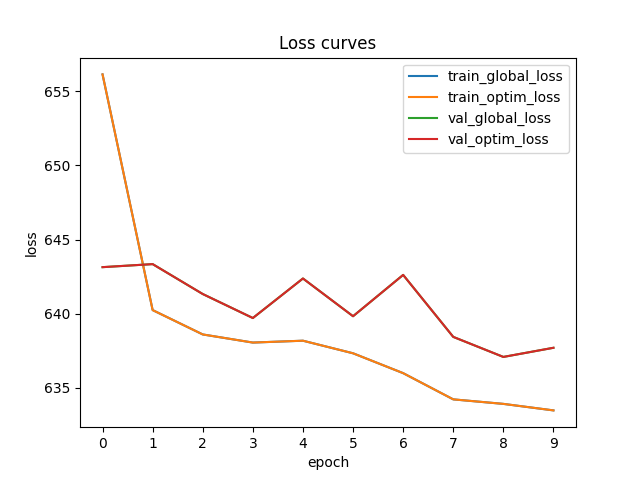 Loss curves
train_global_loss
train_optim_loss
val_global_loss
val_optim_loss
655
650
645
640
635
loss
0 1 2 3 4 5 6 7 8 9
epoch